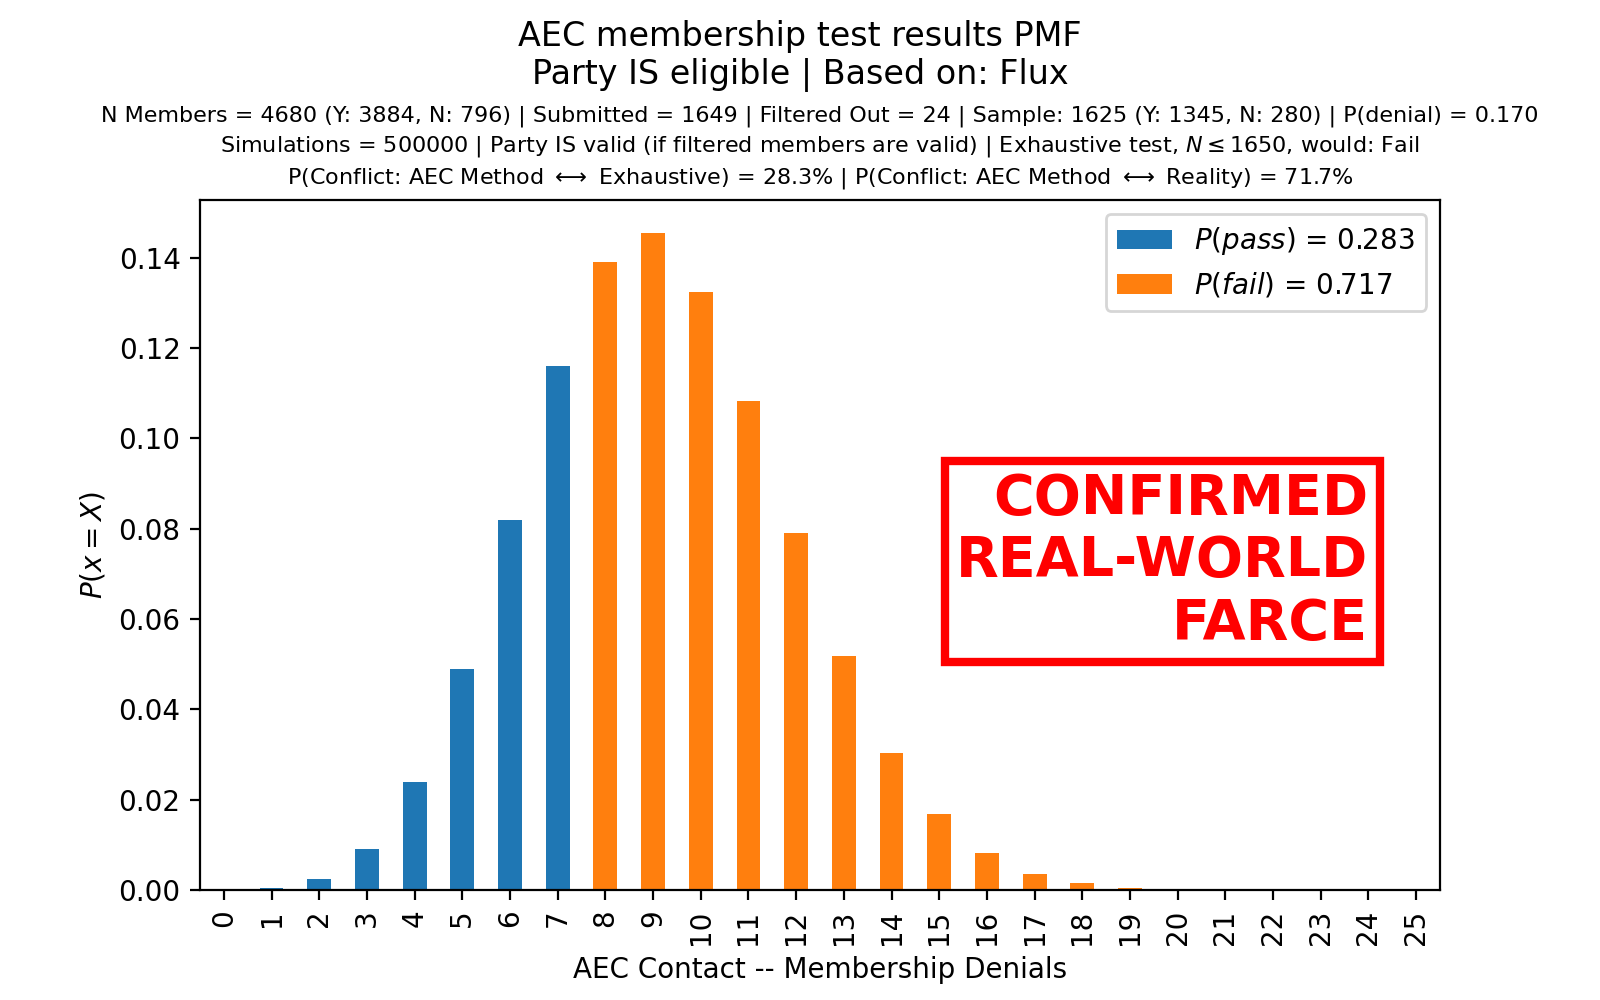 AEC membership test results PMF
Party IS eligible | Based on: Flux
N Members = 4680 (Y: 3884, N: 796) | Submitted = 1649 | Filtered Out = 24 | Sample: 1625 (Y: 1345, N: 280) | P(denial) = 0.170
Simulations = 500000 | Party IS valid (if filtered members are valid) | Exhaustive test, N ≤ 1650, would: Fail
P(Conflict: AEC Method ⟷ Exhaustive) = 28.3% | P(Conflict: AEC Method ⟷ Reality) = 71.7%
P(pass) = 0.283
P(fail) = 0.717
0.14
0.12
0.10
0.08
0.06
0.04
0.02
0.00
P(x = X)
CONFIRMED
REAL-WORLD
FARCE
0 1 2 3 4 5 6 7 8 9 10 11 12 13 14 15 16 17 18 19 20 21 22 23 24 25
AEC Contact -- Membership Denials